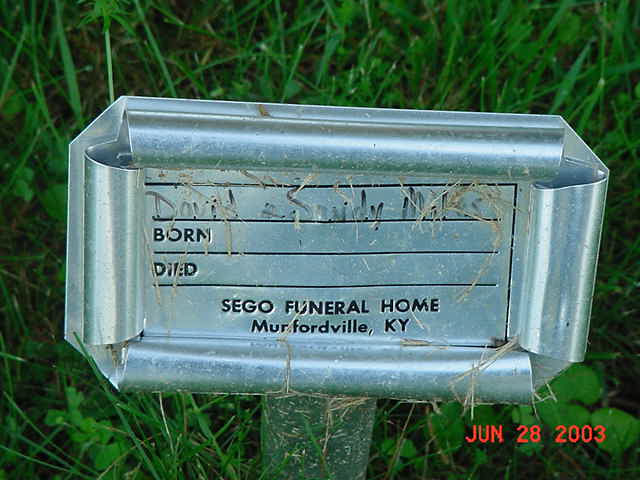 David & Sandy
BORN
DIED
SEGO FUNERAL HOME
Munfordville, KY
JUN 28 2003